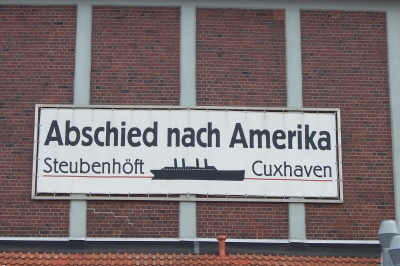 Abschied nach Amerika
Steubenhöft Cuxhaven